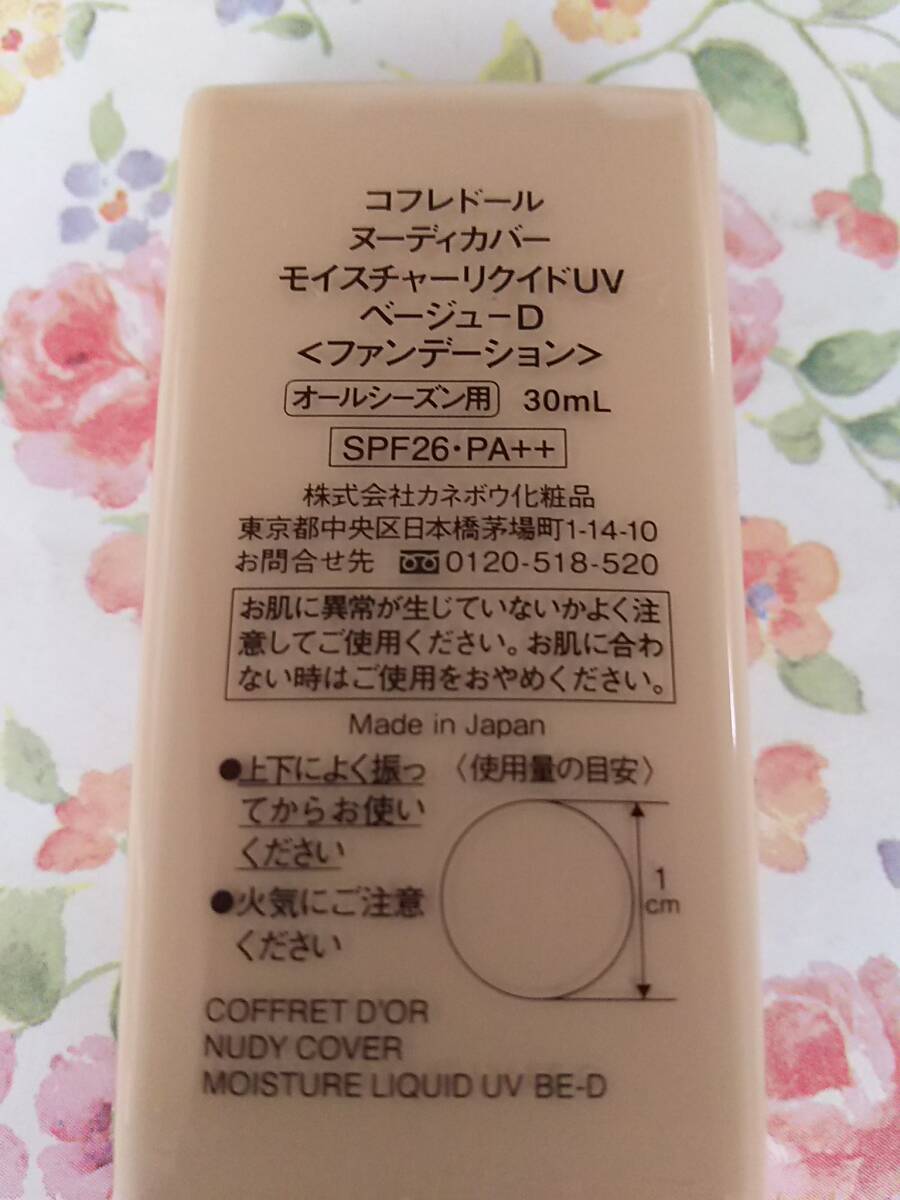 コフレドール
ヌーディカバー
モイスチャーリクイドUV
ベージュ−D
<ファンデーション>
オールシーズン用 30mL
SPF26・PA++
株式会社カネボウ化粧品
東京都中央区日本橋茅場町1-14-10
お問合せ先 0120-518-520
お肌に異常が生じていないかよく注
意してご使用ください。お肌に合わ
ない時はご使用をおやめください。
Made in Japan
●上下によく振っ
てからお使い
ください
●火気にご注意
ください
〈使用量の目安〉
1
cm
COFFRET D'OR
NUDY COVER
MOISTURE LIQUID UV BE-D